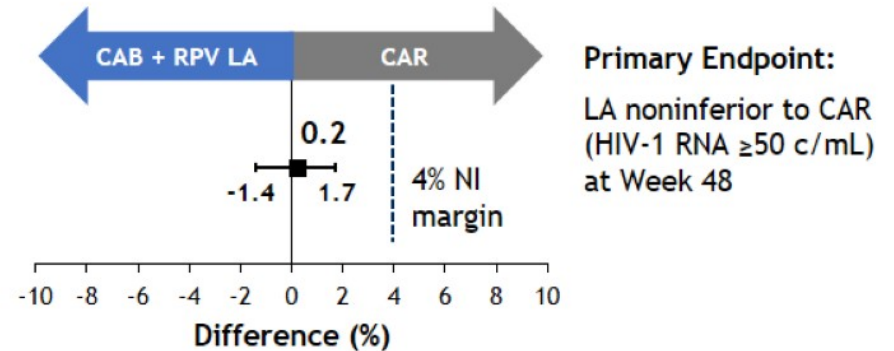 CAB + RPV LA
CAR
Primary Endpoint:
LA noninferior to CAR
(HIV-1 RNA ≥50 c/mL)
at Week 48
0.2
-1.4
1.7
4% NI
margin
-10 -8 -6 -4 -2 0 2 4 6 8 10
Difference (%)